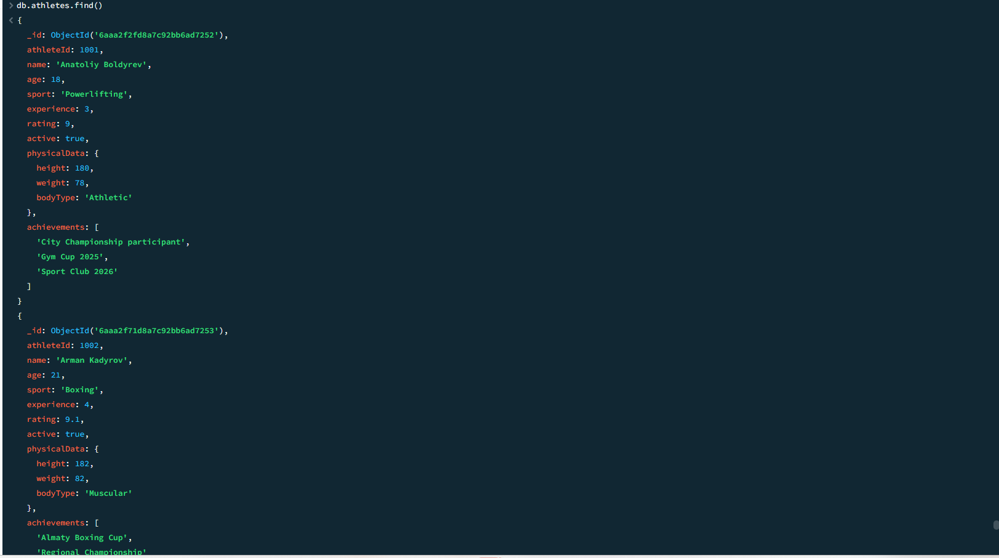 > db.athletes.find()
< {
_id: ObjectId('6aaa2f2fd8a7c92bb6ad7252'),
athleteId: 1001,
name: 'Anatoliy Boldyrev',
age: 18,
sport: 'Powerlifting',
experience: 3,
rating: 9,
active: true,
physicalData: {
height: 180,
weight: 78,
bodyType: 'Athletic'
},
achievements: [
'City Championship participant',
'Gym Cup 2025',
'Sport Club 2026'
]
}
{
_id: ObjectId('6aaa2f71d8a7c92bb6ad7253'),
athleteId: 1002,
name: 'Arman Kadyrov',
age: 21,
sport: 'Boxing',
experience: 4,
rating: 9.1,
active: true,
physicalData: {
height: 182,
weight: 82,
bodyType: 'Muscular'
},
achievements: [
'Almaty Boxing Cup',
'Regional Championship'